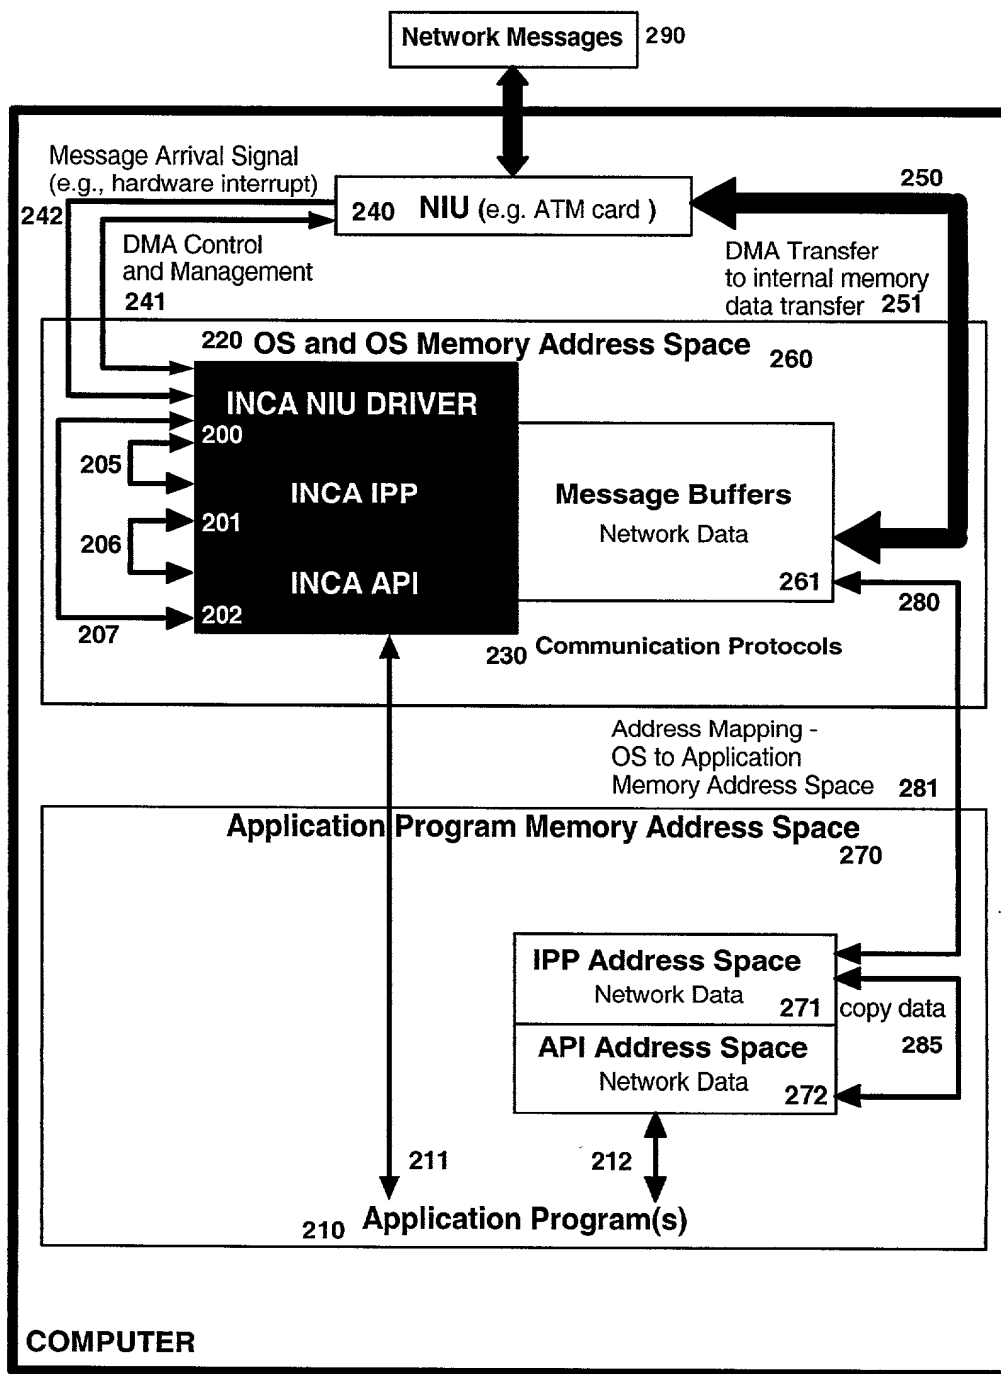 Network Messages 290
Message Arrival Signal
(e.g., hardware interrupt)
242
240 NIU (e.g. ATM card )
250
DMA Control
and Management
241
DMA Transfer
to internal memory
data transfer 251
220 OS and OS Memory Address Space 260
INCA NIU DRIVER
200
205
INCA IPP
201
206
INCA API
202
207
Message Buffers
Network Data
261
280
230 Communication Protocols
Address Mapping -
OS to Application
Memory Address Space 281
Application Program Memory Address Space
270
IPP Address Space
Network Data 271
copy data
285
API Address Space
Network Data 272
211
212
210 Application Program(s)
COMPUTER